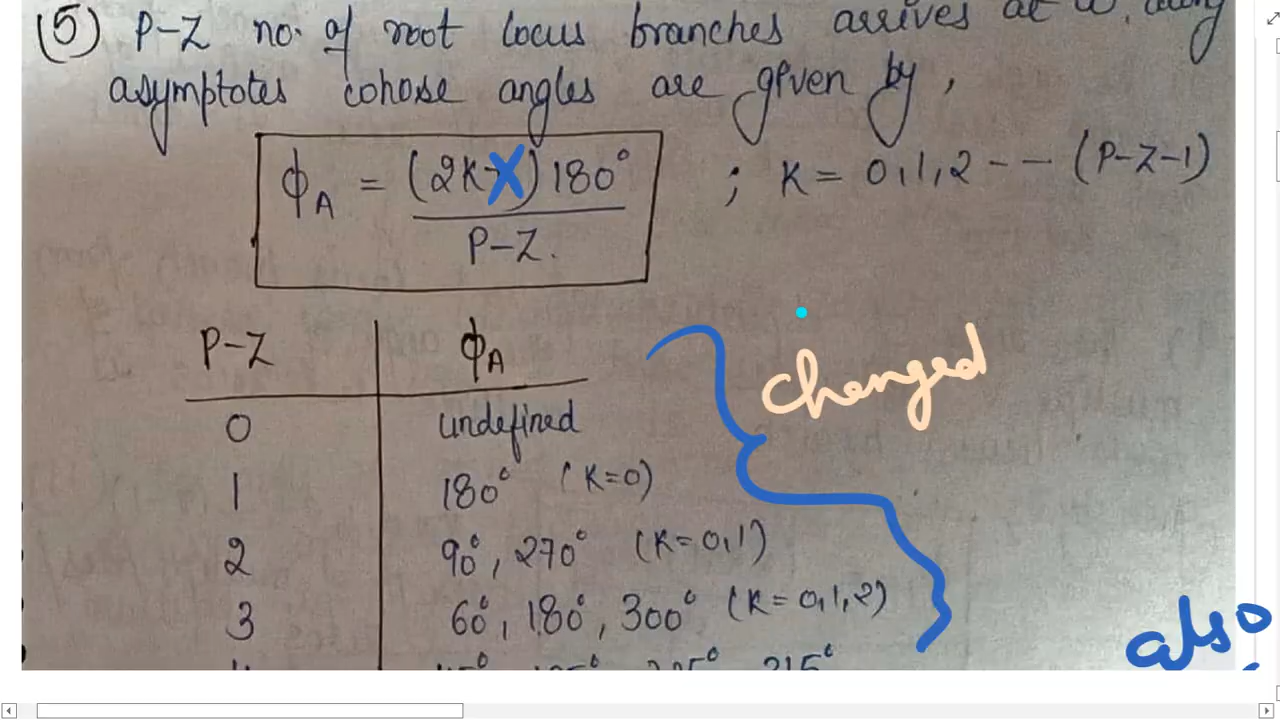 (5) P-Z no. of root locus branches arrives at ∞, along
asymptotes whose angles are given by,
ϕA = (2K+X)180° / P-Z. ; K = 0,1,2 -- - (P-Z-1)
P-Z ϕA
0 undefined
1 180° (K=0)
2 90°, 270° (K=0,1)
3 60°, 180°, 300° (K=0,1,2)
changed
also